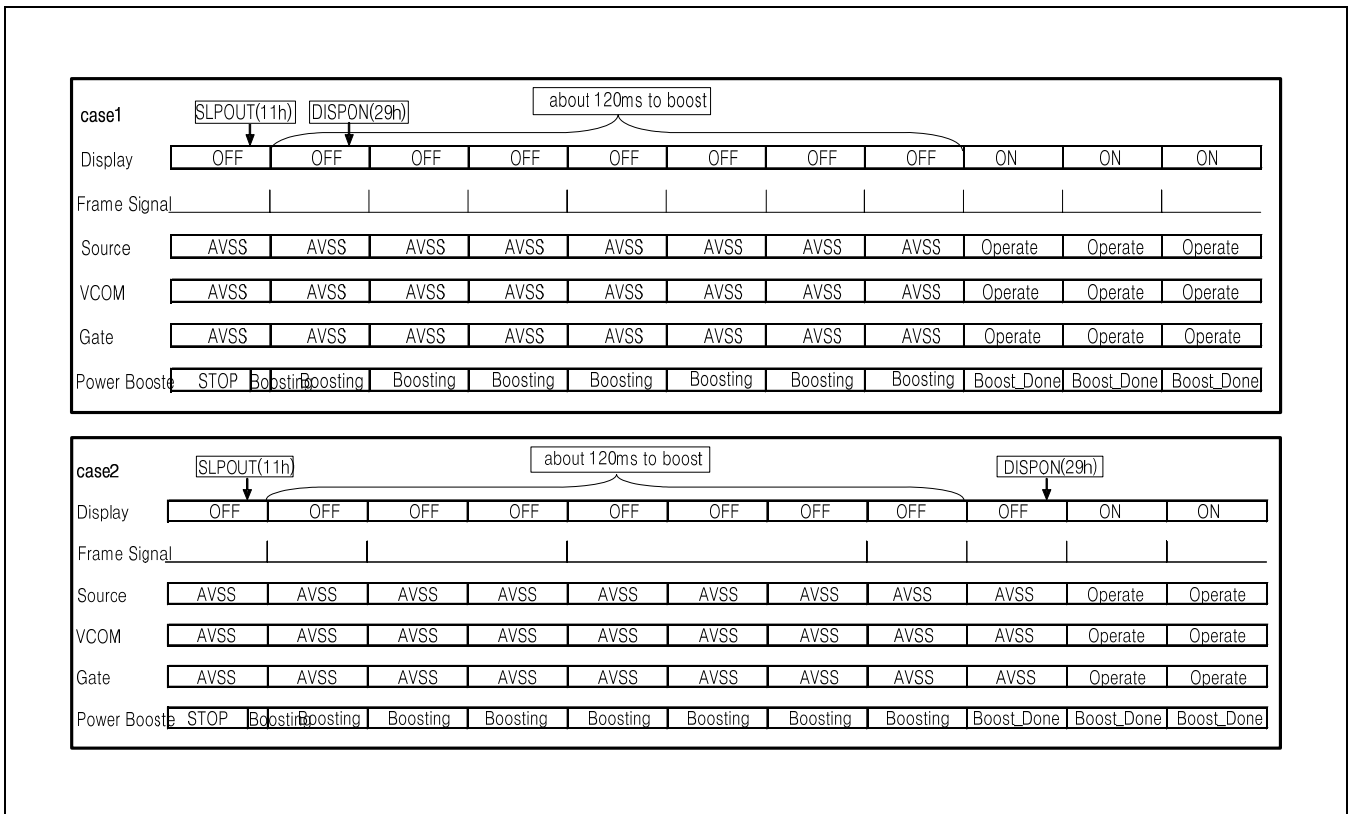 case1 SLPOUT(11h) DISPON(29h) about 120ms to boost
Display OFF OFF OFF OFF OFF OFF OFF OFF ON ON ON
Frame Signal
Source AVSS AVSS AVSS AVSS AVSS AVSS AVSS AVSS Operate Operate Operate
VCOM AVSS AVSS AVSS AVSS AVSS AVSS AVSS AVSS Operate Operate Operate
Gate AVSS AVSS AVSS AVSS AVSS AVSS AVSS AVSS Operate Operate Operate
Power Booste STOP Boosting Boosting Boosting Boosting Boosting Boosting Boosting Boosting Boost_Done Boost_Done Boost_Done
case2 SLPOUT(11h) about 120ms to boost DISPON(29h)
Display OFF OFF OFF OFF OFF OFF OFF OFF OFF ON ON
Frame Signal
Source AVSS AVSS AVSS AVSS AVSS AVSS AVSS AVSS AVSS Operate Operate
VCOM AVSS AVSS AVSS AVSS AVSS AVSS AVSS AVSS AVSS Operate Operate
Gate AVSS AVSS AVSS AVSS AVSS AVSS AVSS AVSS AVSS Operate Operate
Power Booste STOP Boosting Boosting Boosting Boosting Boosting Boosting Boosting Boosting Boost_Done Boost_Done Boost_Done